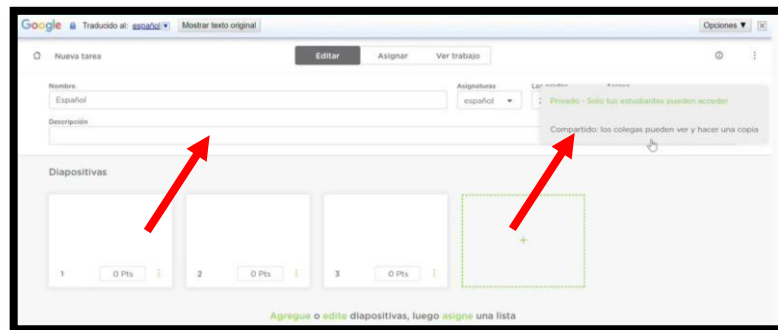 Google Traducido al: español Mostrar texto original Opciones ▼
Nueva tarea Editar Asignar Ver trabajo
Nombre Asignaturas
Español español
Privado - Solo tus estudiantes pueden acceder
Descripción
Compartido: los colegas pueden ver y hacer una copia
Diapositivas
+
1 0 Pts 2 0 Pts 3 0 Pts
Agregue o edite diapositivas, luego asigne una lista